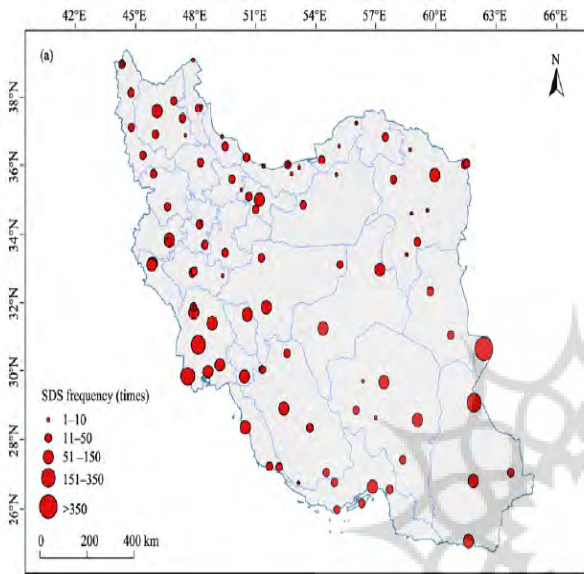 42°E 45°E 48°E 51°E 54°E 57°E 60°E 63°E 66°E
(a)
N
38°N
36°N
34°N
32°N
30°N
28°N
26°N
SDS frequency (times)
1–10
11–50
51 –150
151–350
>350
0 200 400 km